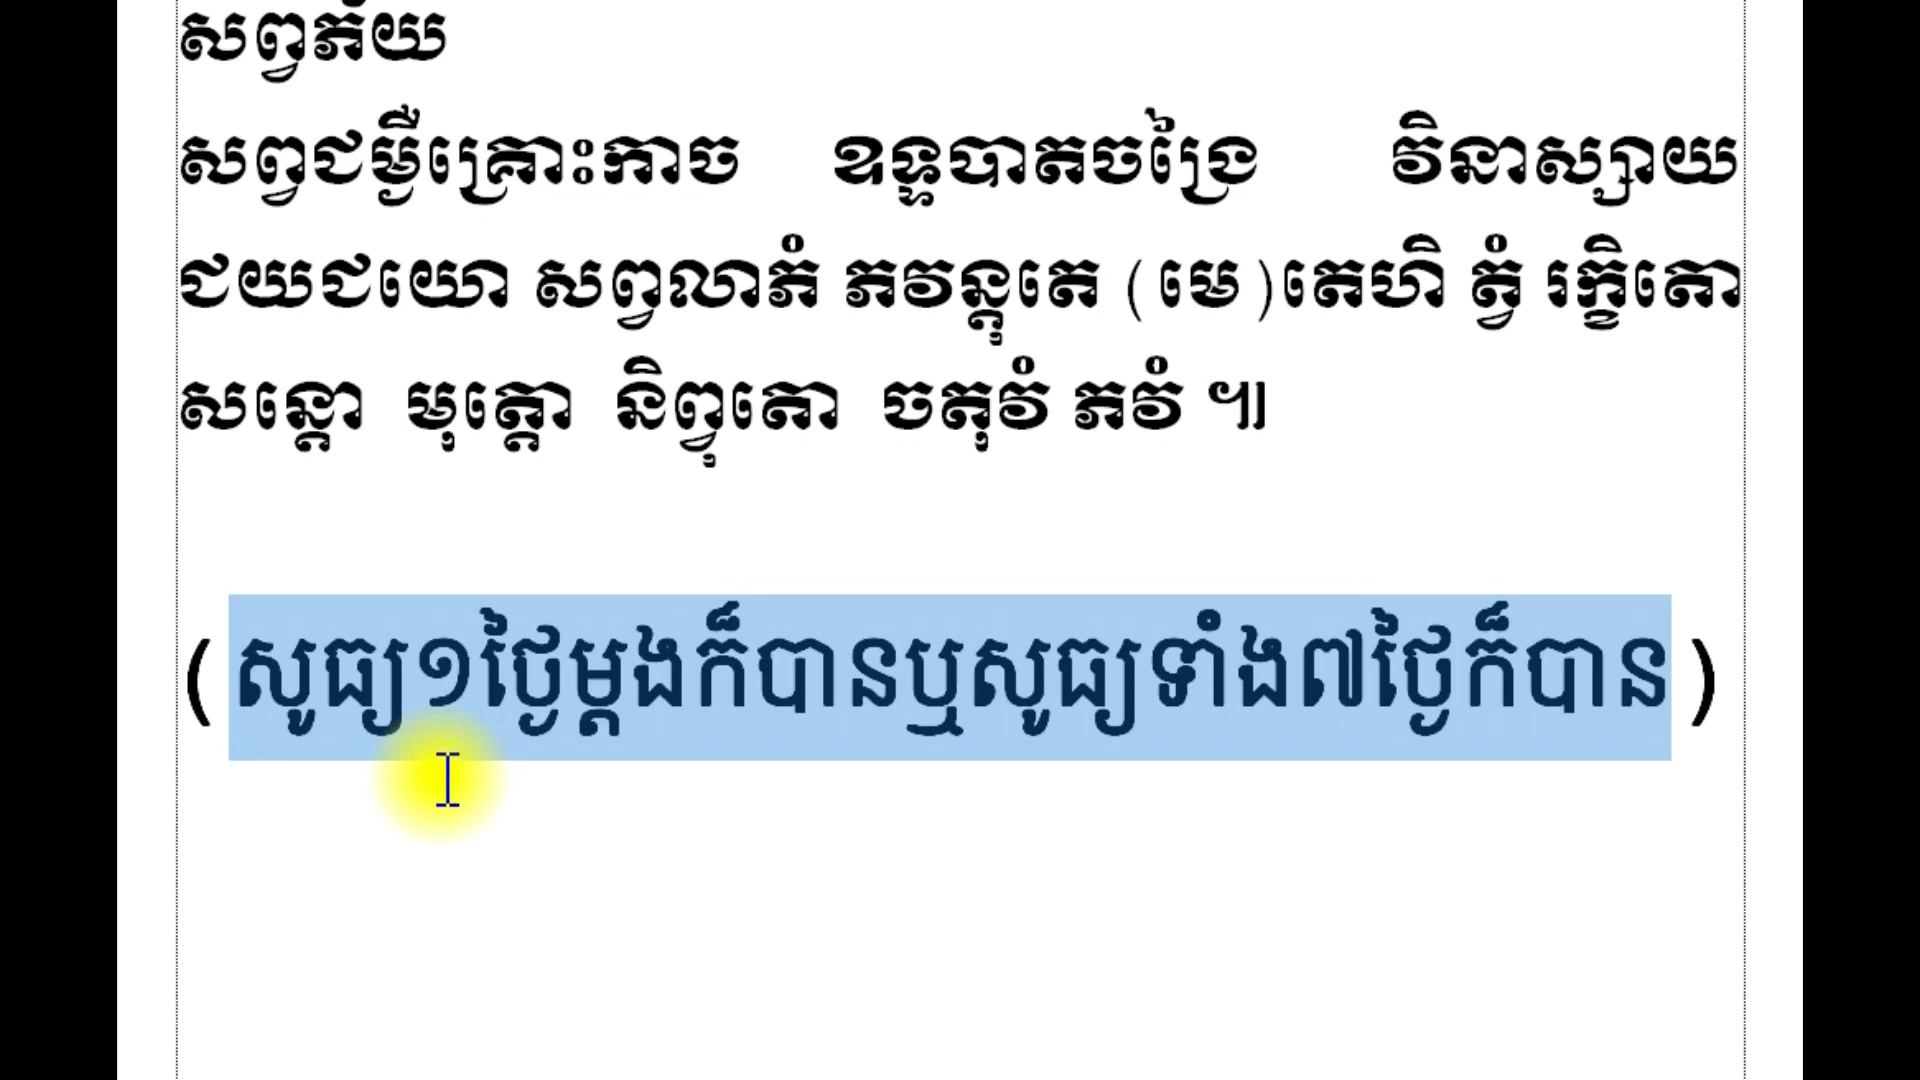 សព្វភ័យ
សព្វជម្ងឺគ្រោះកាច ឧទ្ទបាតចង្រៃ វិនាស្សាយ
ជយជយោ សព្វលាភំ ភវន្តុតេ (មេ)តេហិ ត្វំ រក្ខិតោ
សន្តោ មុត្តោ និព្វុតោ ចតុវំ ភវំ ៕
(សូធ្យ១ថ្ងៃម្ដងក៏បានឬសូធ្យទាំង៧ថ្ងៃក៏បាន)